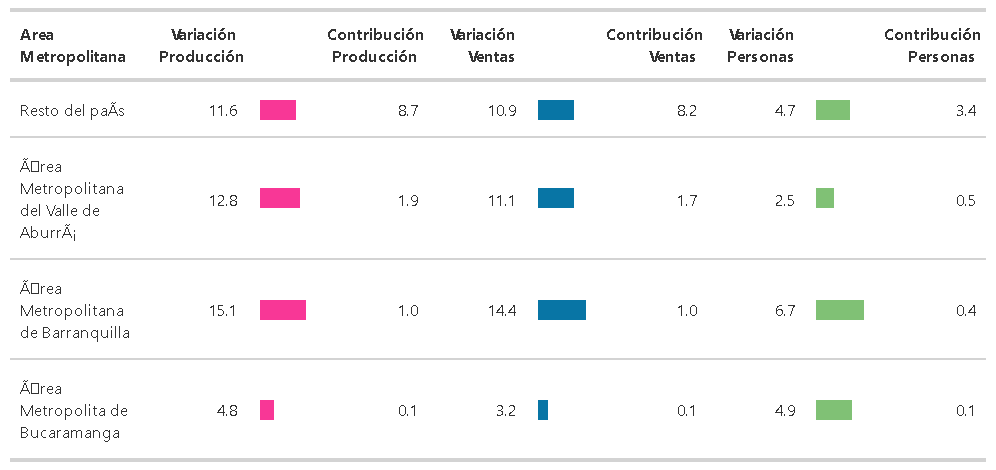 Area Metropolitana Variación Producción Contribución Producción Variación Ventas Contribución Ventas Variación Personas Contribución Personas
Resto del paÃs 11.6 8.7 10.9 8.2 4.7 3.4
Ã□rea
Metropolitana
del Valle de
AburrÃ¡
12.8 1.9 11.1 1.7 2.5 0.5
Ã□rea
Metropolitana
de Barranquilla
15.1 1.0 14.4 1.0 6.7 0.4
Ã□rea
Metropolita de
Bucaramanga
4.8 0.1 3.2 0.1 4.9 0.1